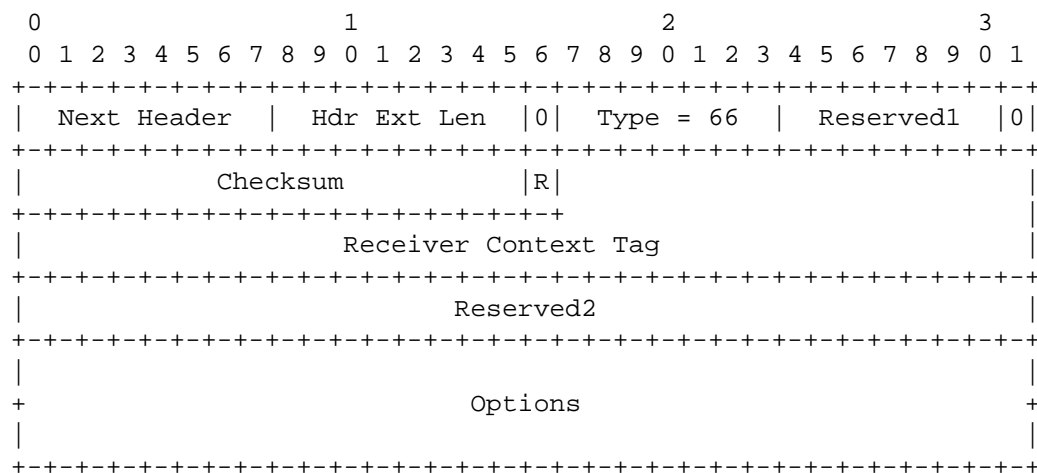 0                   1                   2                   3
 0 1 2 3 4 5 6 7 8 9 0 1 2 3 4 5 6 7 8 9 0 1 2 3 4 5 6 7 8 9 0 1
+-+-+-+-+-+-+-+-+-+-+-+-+-+-+-+-+-+-+-+-+-+-+-+-+-+-+-+-+-+-+-+-+
|  Next Header  |  Hdr Ext Len  |0|  Type = 66  |  Reserved1  |0|
+-+-+-+-+-+-+-+-+-+-+-+-+-+-+-+-+-+-+-+-+-+-+-+-+-+-+-+-+-+-+-+-+
|            Checksum           |R|                             |
+-+-+-+-+-+-+-+-+-+-+-+-+-+-+-+-+-+                             |
|                    Receiver Context Tag                       |
+-+-+-+-+-+-+-+-+-+-+-+-+-+-+-+-+-+-+-+-+-+-+-+-+-+-+-+-+-+-+-+-+
|                           Reserved2                           |
+-+-+-+-+-+-+-+-+-+-+-+-+-+-+-+-+-+-+-+-+-+-+-+-+-+-+-+-+-+-+-+-+
|                                                               |
+                            Options                            +
|                                                               |
+-+-+-+-+-+-+-+-+-+-+-+-+-+-+-+-+-+-+-+-+-+-+-+-+-+-+-+-+-+-+-+-+